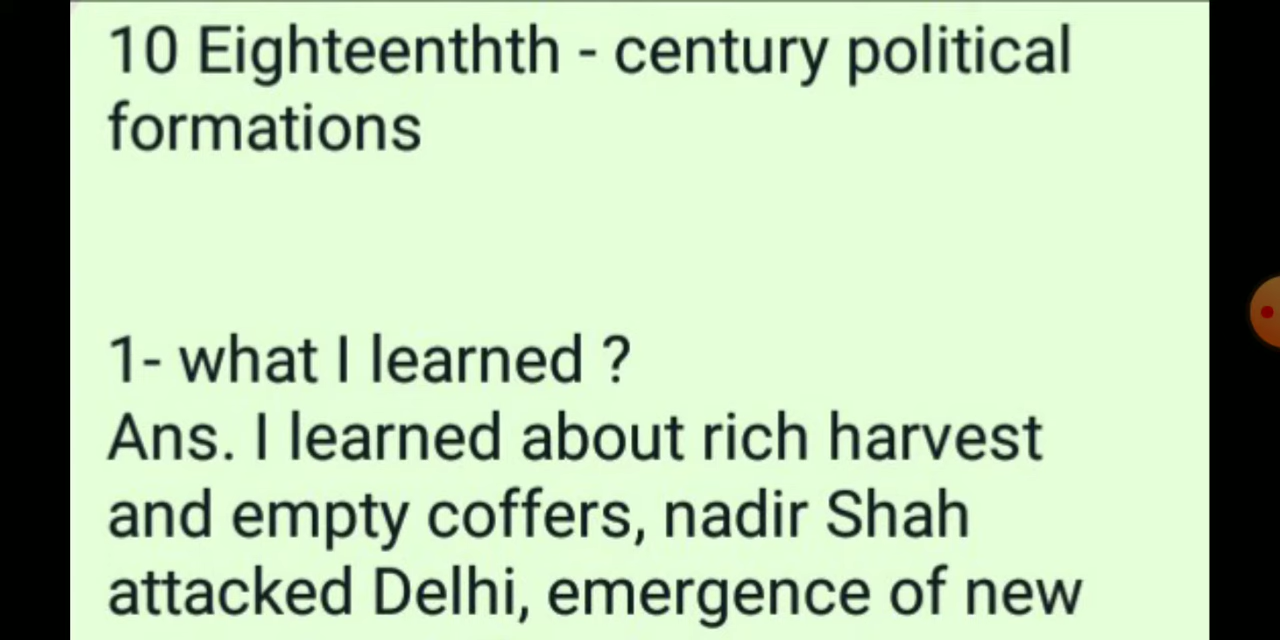 10 Eighteenthth - century political
formations
1- what I learned ?
Ans. I learned about rich harvest
and empty coffers, nadir Shah
attacked Delhi, emergence of new